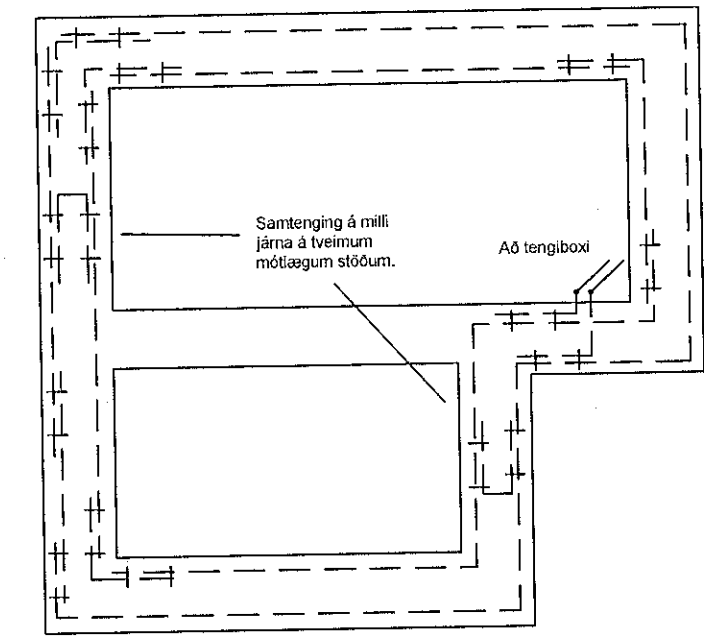 Samtenging á milli
járna á tveimum
mótlægum stöðum.
Að tengiboxi